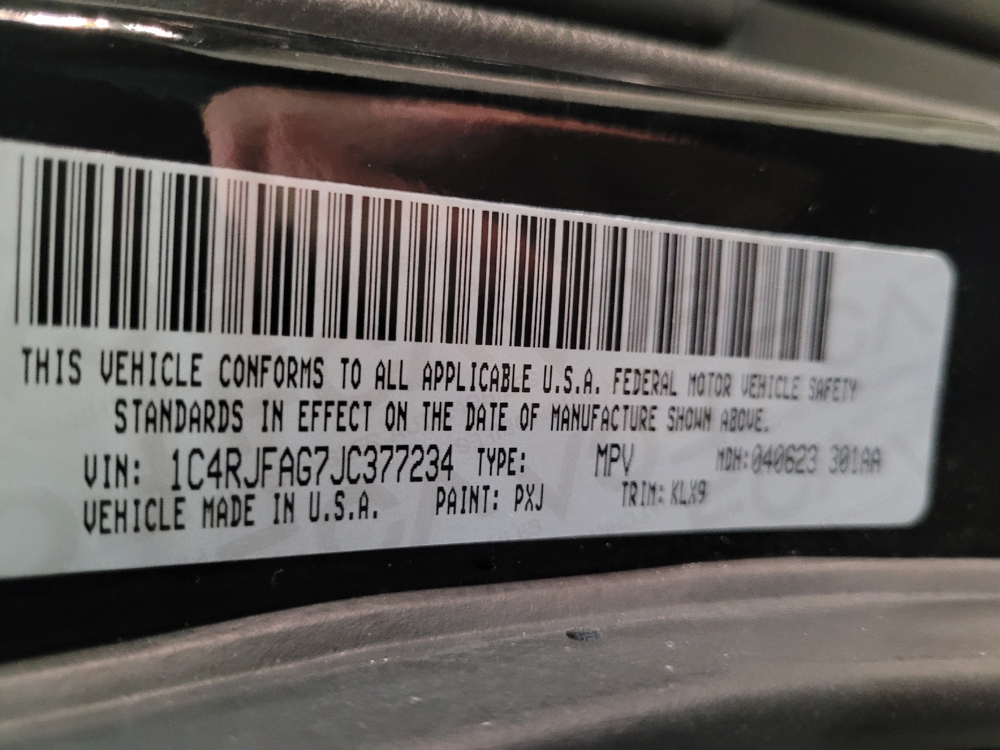 THIS VEHICLE CONFORMS TO ALL APPLICABLE U.S.A. FEDERAL MOTOR VEHICLE SAFETY
STANDARDS IN EFFECT ON THE DATE OF MANUFACTURE SHOWN ABOVE.
VIN: 1C4RJFAG7JC377234 TYPE: MPV MDH: 040623 301AA
VEHICLE MADE IN U.S.A. PAINT: PXJ TRIM: KLX9